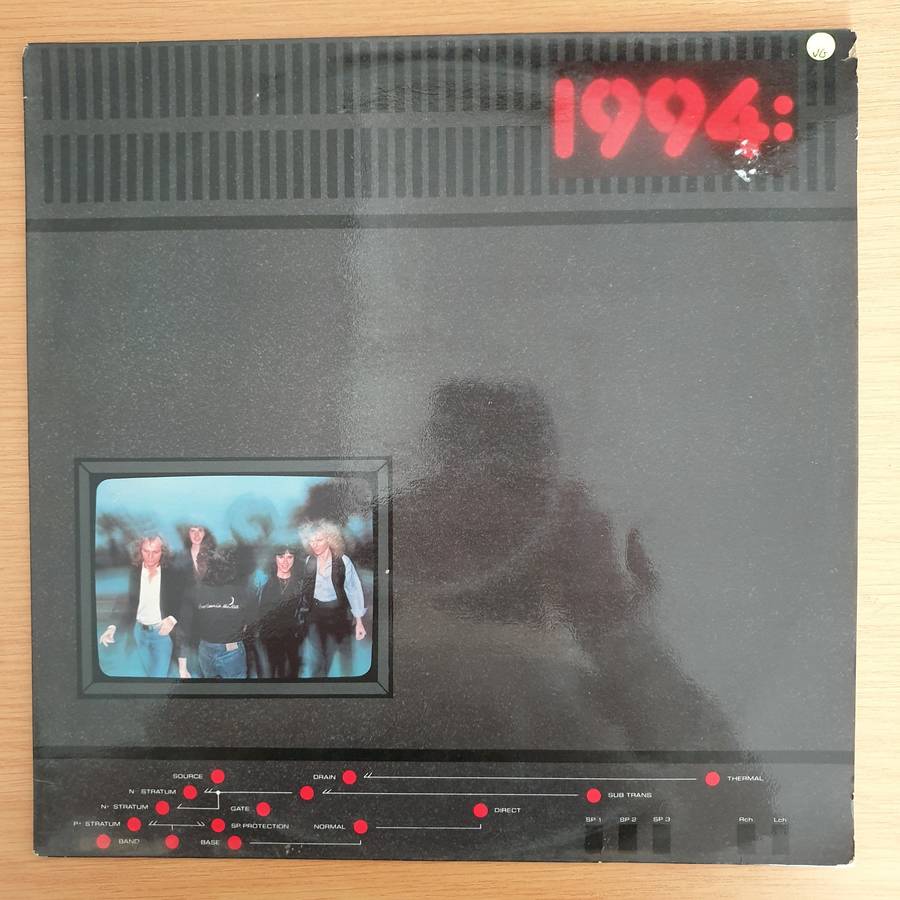 JG
1994:
SOURCE
DRAIN
THERMAL
N- STRATUM
SUB TRANS
N+ STRATUM
GATE
DIRECT
P+ STRATUM
SP. PROTECTION
NORMAL
SP 1 SP 2 SP 3
Rch Lch
BAND
BASE